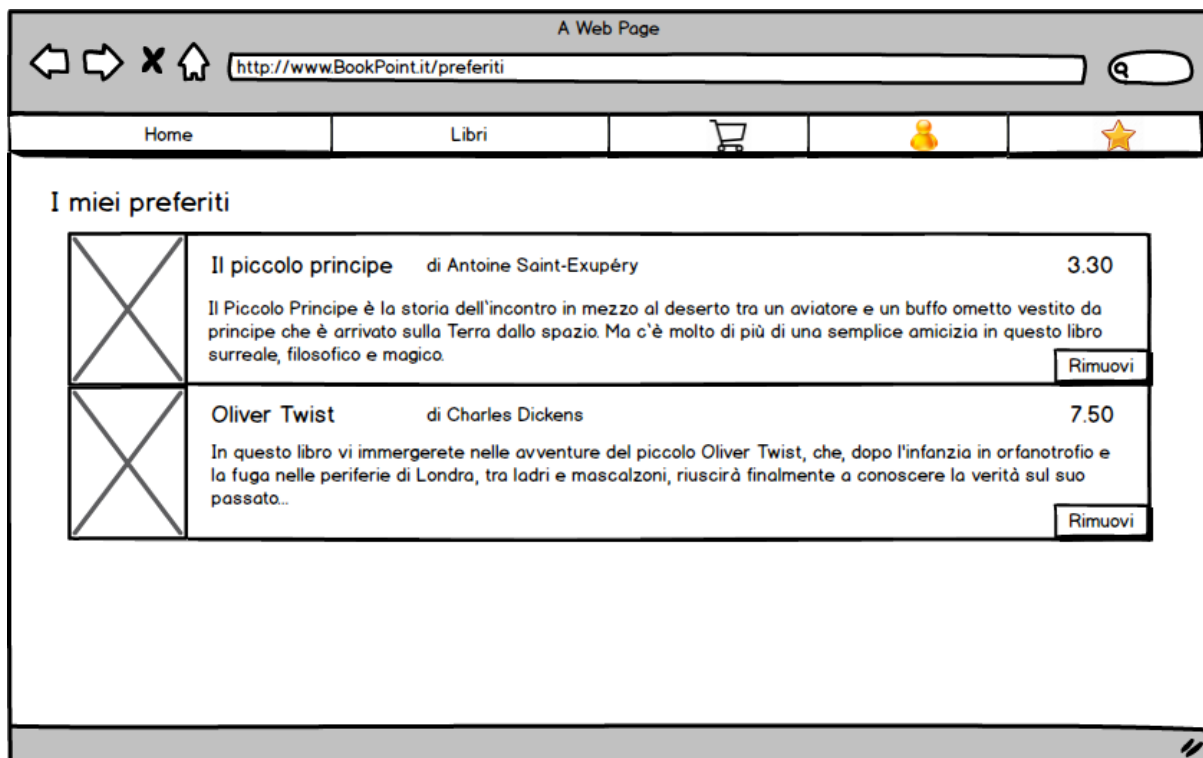 A Web Page
http://www.BookPoint.it/preferiti
Home Libri
I miei preferiti
Il piccolo principe di Antoine Saint-Exupéry 3.30
Il Piccolo Principe è la storia dell`incontro in mezzo al deserto tra un aviatore e un buffo ometto vestito da
principe che è arrivato sulla Terra dallo spazio. Ma c`è molto di più di una semplice amicizia in questo libro
surreale, filosofico e magico.
Rimuovi
Oliver Twist di Charles Dickens 7.50
In questo libro vi immergerete nelle avventure del piccolo Oliver Twist, che, dopo l'infanzia in orfanotrofio e
la fuga nelle periferie di Londra, tra ladri e mascalzoni, riuscirà finalmente a conoscere la verità sul suo
passato...
Rimuovi